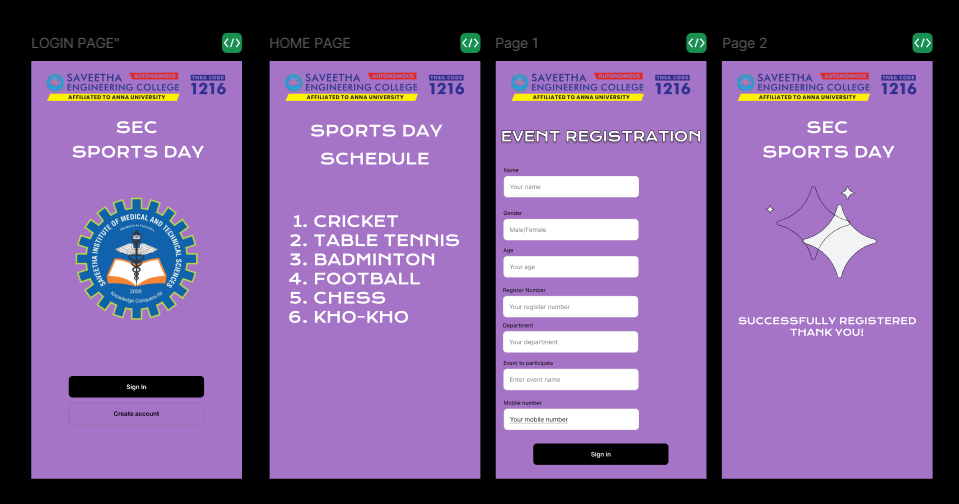 LOGIN PAGE"
SAVEETHA AUTONOMOUS
ENGINEERING COLLEGE
AFFILIATED TO ANNA UNIVERSITY
TNEA CODE
1216
SEC
SPORTS DAY
SAVEETHA INSTITUTE OF MEDICAL AND TECHNICAL SCIENCES
2005
Knowledge Conquers All
Sign In
Create account
HOME PAGE
SAVEETHA AUTONOMOUS
ENGINEERING COLLEGE
AFFILIATED TO ANNA UNIVERSITY
TNEA CODE
1216
SPORTS DAY
SCHEDULE
1. CRICKET
2. TABLE TENNIS
3. BADMINTON
4. FOOTBALL
5. CHESS
6. KHO-KHO
Page 1
SAVEETHA AUTONOMOUS
ENGINEERING COLLEGE
AFFILIATED TO ANNA UNIVERSITY
TNEA CODE
1216
EVENT REGISTRATION
Name
Your name
Gender
Male/Female
Age
Your age
Register Number
Your register number
Department
Your department
Event to participate
Enter event name
Mobile number
Your mobile number
Sign in
Page 2
SAVEETHA AUTONOMOUS
ENGINEERING COLLEGE
AFFILIATED TO ANNA UNIVERSITY
TNEA CODE
1216
SEC
SPORTS DAY
SUCCESSFULLY REGISTERED
THANK YOU!